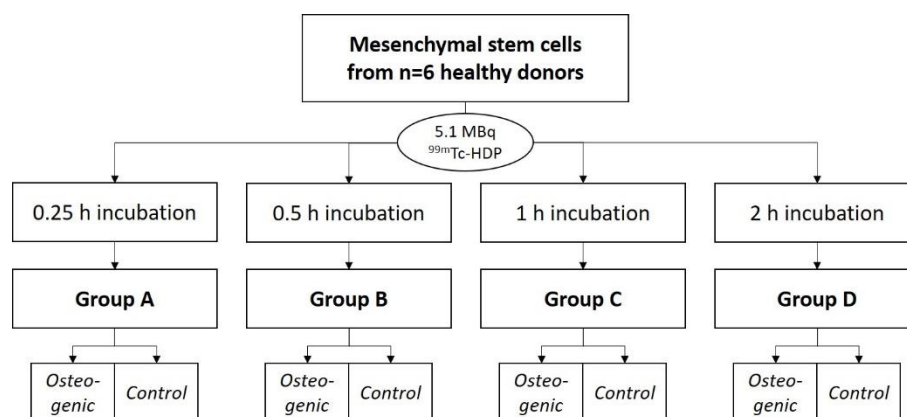 Mesenchymal stem cells
from n=6 healthy donors
5.1 MBq
99mTc-HDP
0.25 h incubation
0.5 h incubation
1 h incubation
2 h incubation
Group A
Group B
Group C
Group D
Osteo-
genic
Control
Osteo-
genic
Control
Osteo-
genic
Control
Osteo-
genic
Control